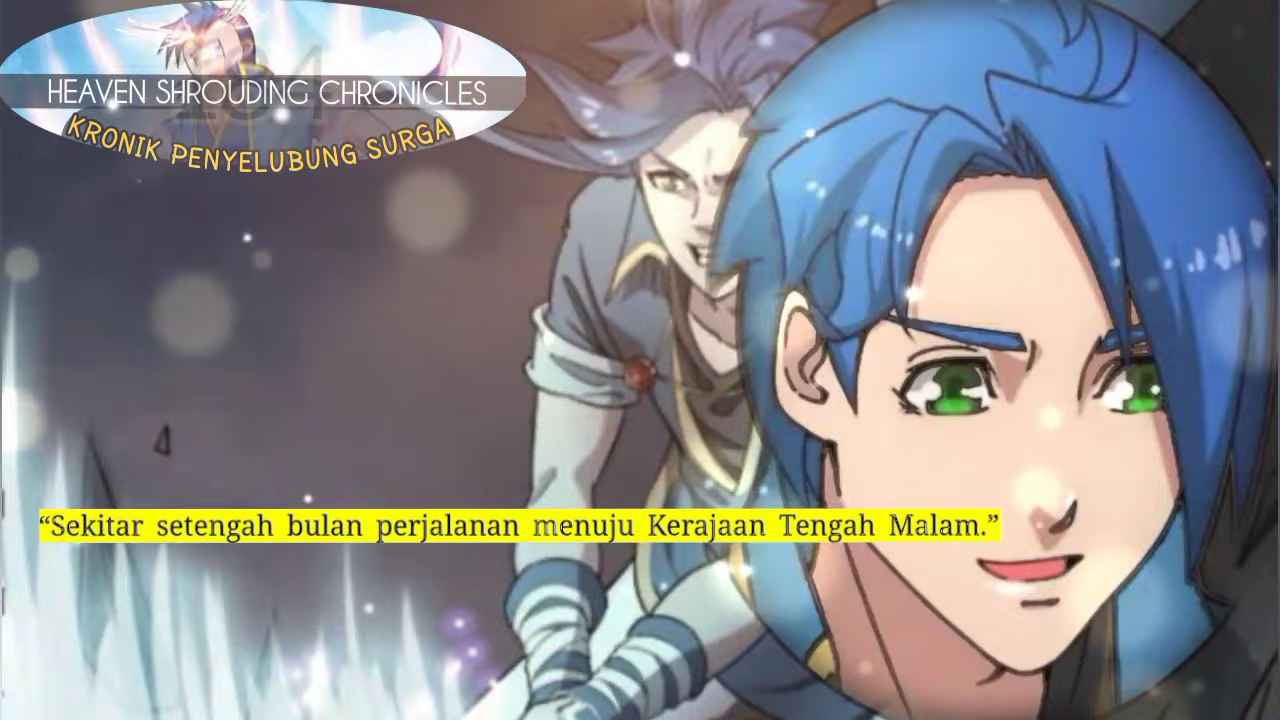 HEAVEN SHROUDING CHRONICLES
KRONIK PENYELUBUNG SURGA
“Sekitar setengah bulan perjalanan menuju Kerajaan Tengah Malam.”